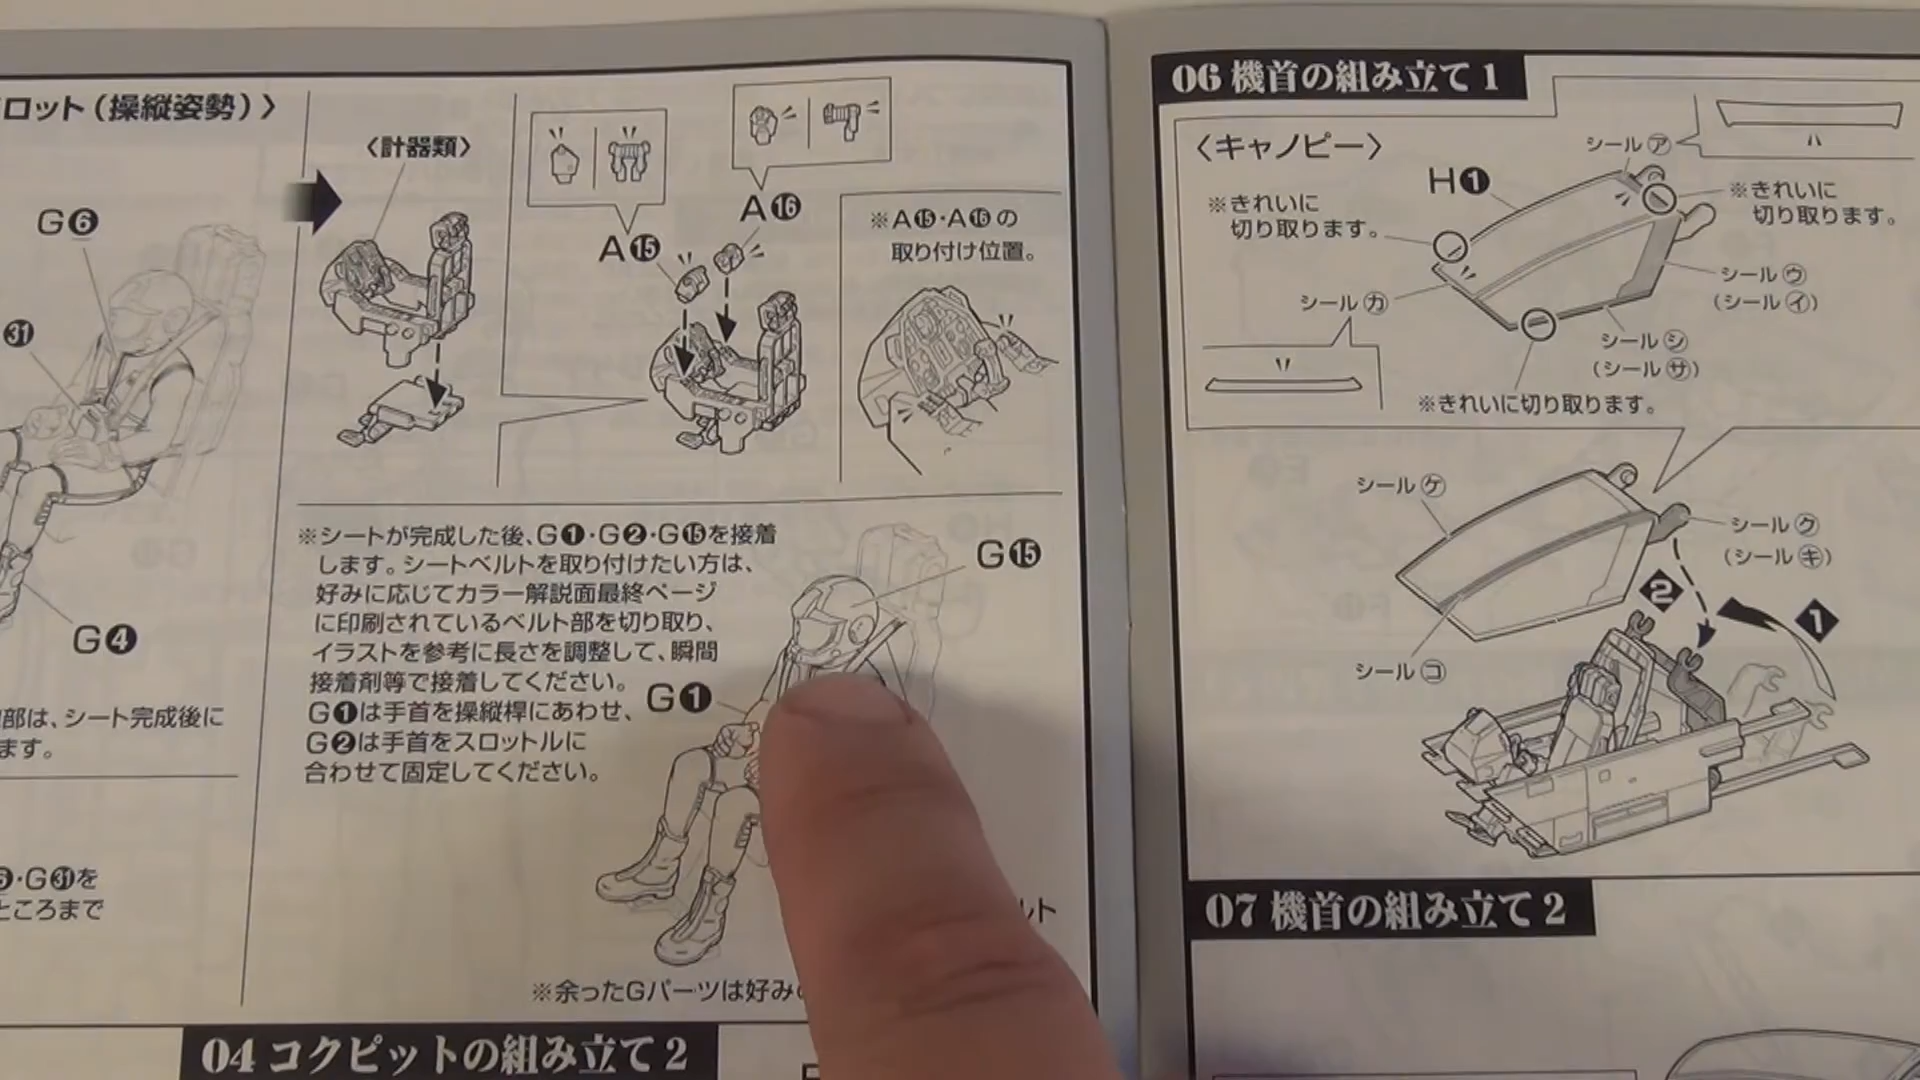 ロット（操縦姿勢）〉
G❻
㉛
G❹
部は、シート完成後に
ます。
・G㉛を
ところまで
〈計器類〉
A⓯
A⓰
※A⓯・A⓰の
取り付け位置。
※シートが完成した後、G❶・G❷・G⓯を接着
します。シートベルトを取り付けたい方は、
好みに応じてカラー解説面最終ページ
に印刷されているベルト部を切り取り、
イラストを参考に長さを調整して、瞬間
接着剤等で接着してください。
G❶は手首を操縦桿にあわせ、
G❷は手首をスロットルに
合わせて固定してください。
G⓯
G❶
ルト
※余ったGパーツは好み
04 コクピットの組み立て2
06 機首の組み立て1
〈キャノピー〉
シール㋐
H❶
※きれいに
切り取ります。
※きれいに
切り取ります。
シール㋒
（シール㋑）
シール㋕
シール㋛
（シール㋚）
※きれいに切り取ります。
シール㋘
シール㋗
（シール㋖）
2
1
シール㋙
07 機首の組み立て2